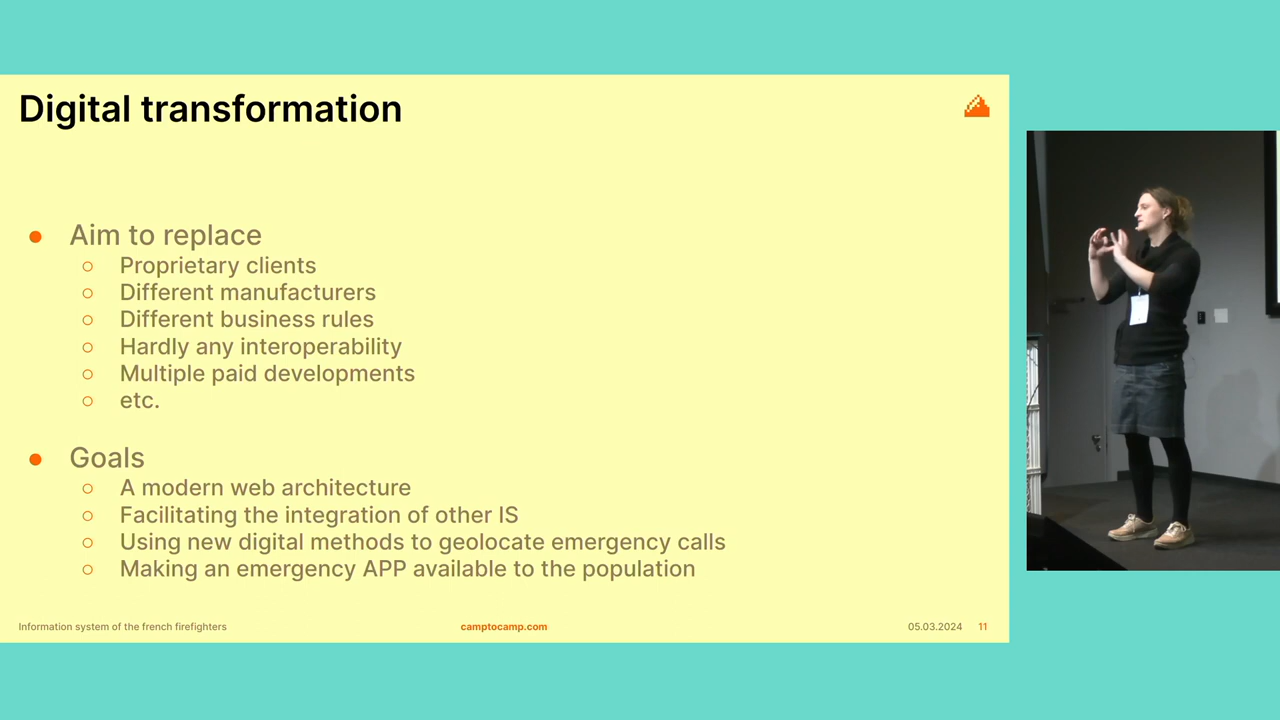 Digital transformation
● Aim to replace
○ Proprietary clients
○ Different manufacturers
○ Different business rules
○ Hardly any interoperability
○ Multiple paid developments
○ etc.
● Goals
○ A modern web architecture
○ Facilitating the integration of other IS
○ Using new digital methods to geolocate emergency calls
○ Making an emergency APP available to the population
Information system of the french firefighters camptocamp.com 05.03.2024 11